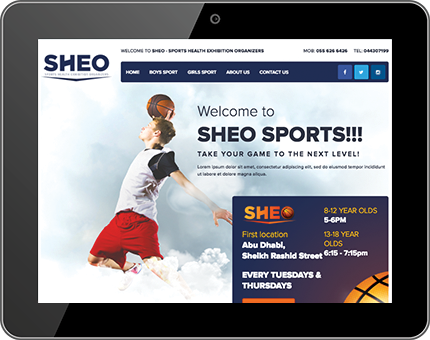 SHEO
WELCOME TO SHEO - SPORTS HEALTH EXHIBITION ORGANIZERS
MOB: 055 626 6426 TEL: 044307199
HOME BOYS SPORT GIRLS SPORT ABOUT US CONTACT US
Welcome to
SHEO SPORTS!!!
TAKE YOUR GAME TO THE NEXT LEVEL!
Lorem ipsum dolor sit amet, consectetur adipiscing elit, sed do eiusmod tempor incididunt
ut labore et dolore magna aliqua.
SHEO
8-12 YEAR OLDS
5-6PM
First location
Abu Dhabi,
Sheikh Rashid Street
13-18 YEAR
OLDS
6:15 - 7:15pm
EVERY TUESDAYS &
THURSDAYS